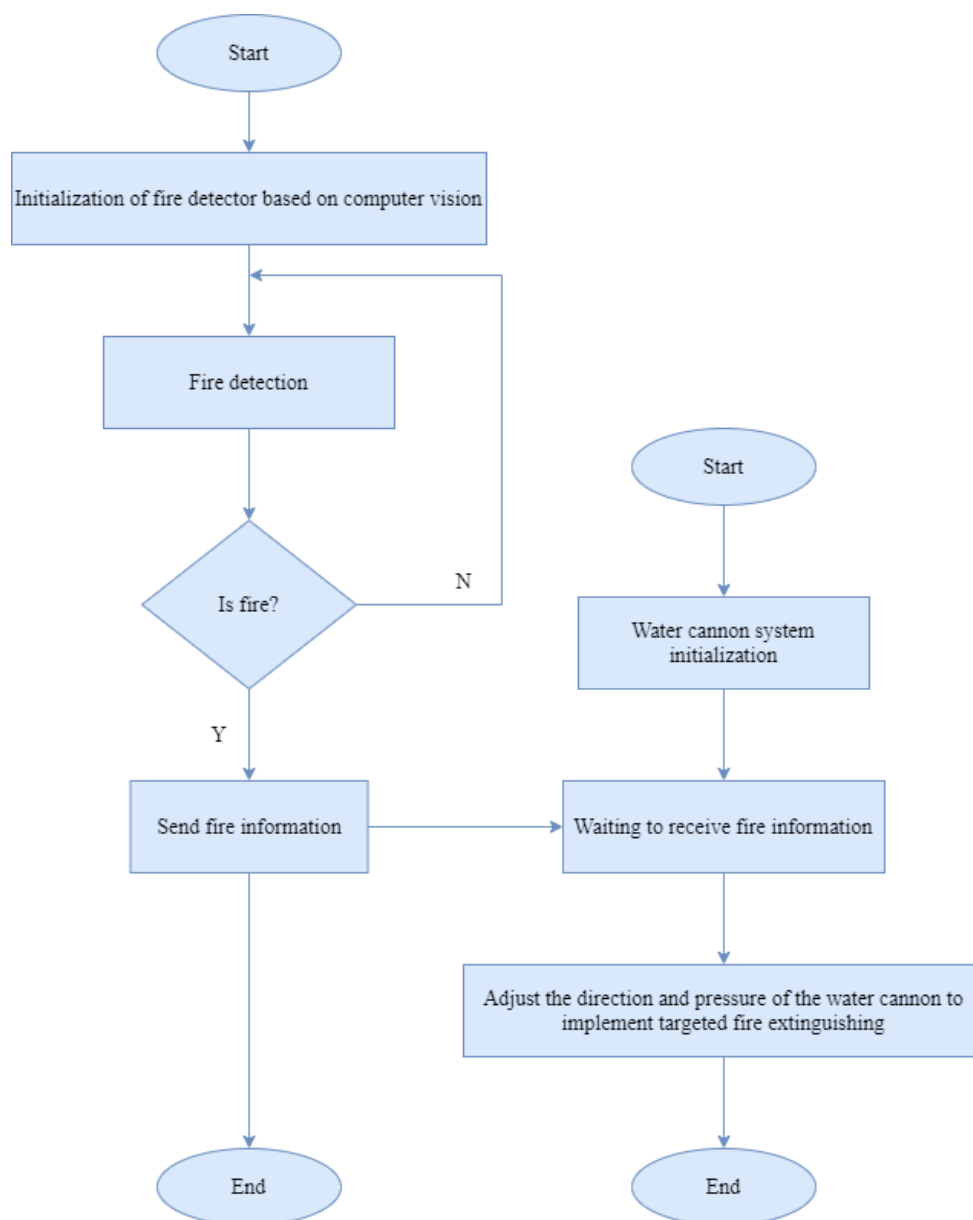 Start
Initialization of fire detector based on computer vision
Fire detection
Is fire?
N
Y
Send fire information
End
Start
Water cannon system
initialization
Waiting to receive fire information
Adjust the direction and pressure of the water cannon to
implement targeted fire extinguishing
End